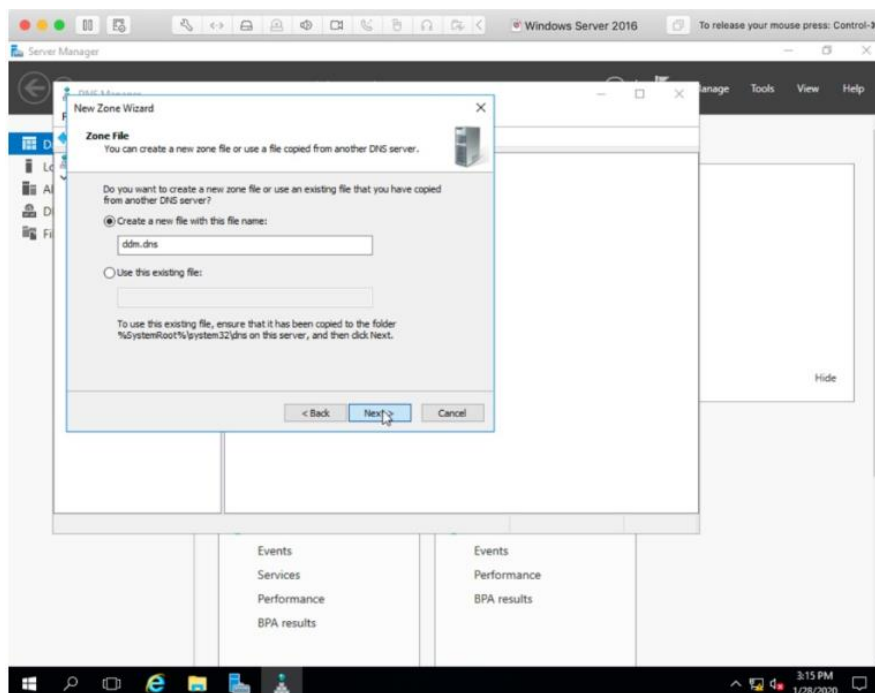 Windows Server 2016
To release your mouse press: Control-
Server Manager
Manage Tools View Help
DNS Manager
New Zone Wizard
Zone File
You can create a new zone file or use a file copied from another DNS server.
Do you want to create a new zone file or use an existing file that you have copied
from another DNS server?
Create a new file with this file name:
ddm.dns
Use this existing file:
To use this existing file, ensure that it has been copied to the folder
%SystemRoot%\system32\dns on this server, and then click Next.
< Back Next > Cancel
Hide
Events
Services
Performance
BPA results
Events
Performance
BPA results
3:15 PM
1/28/2020